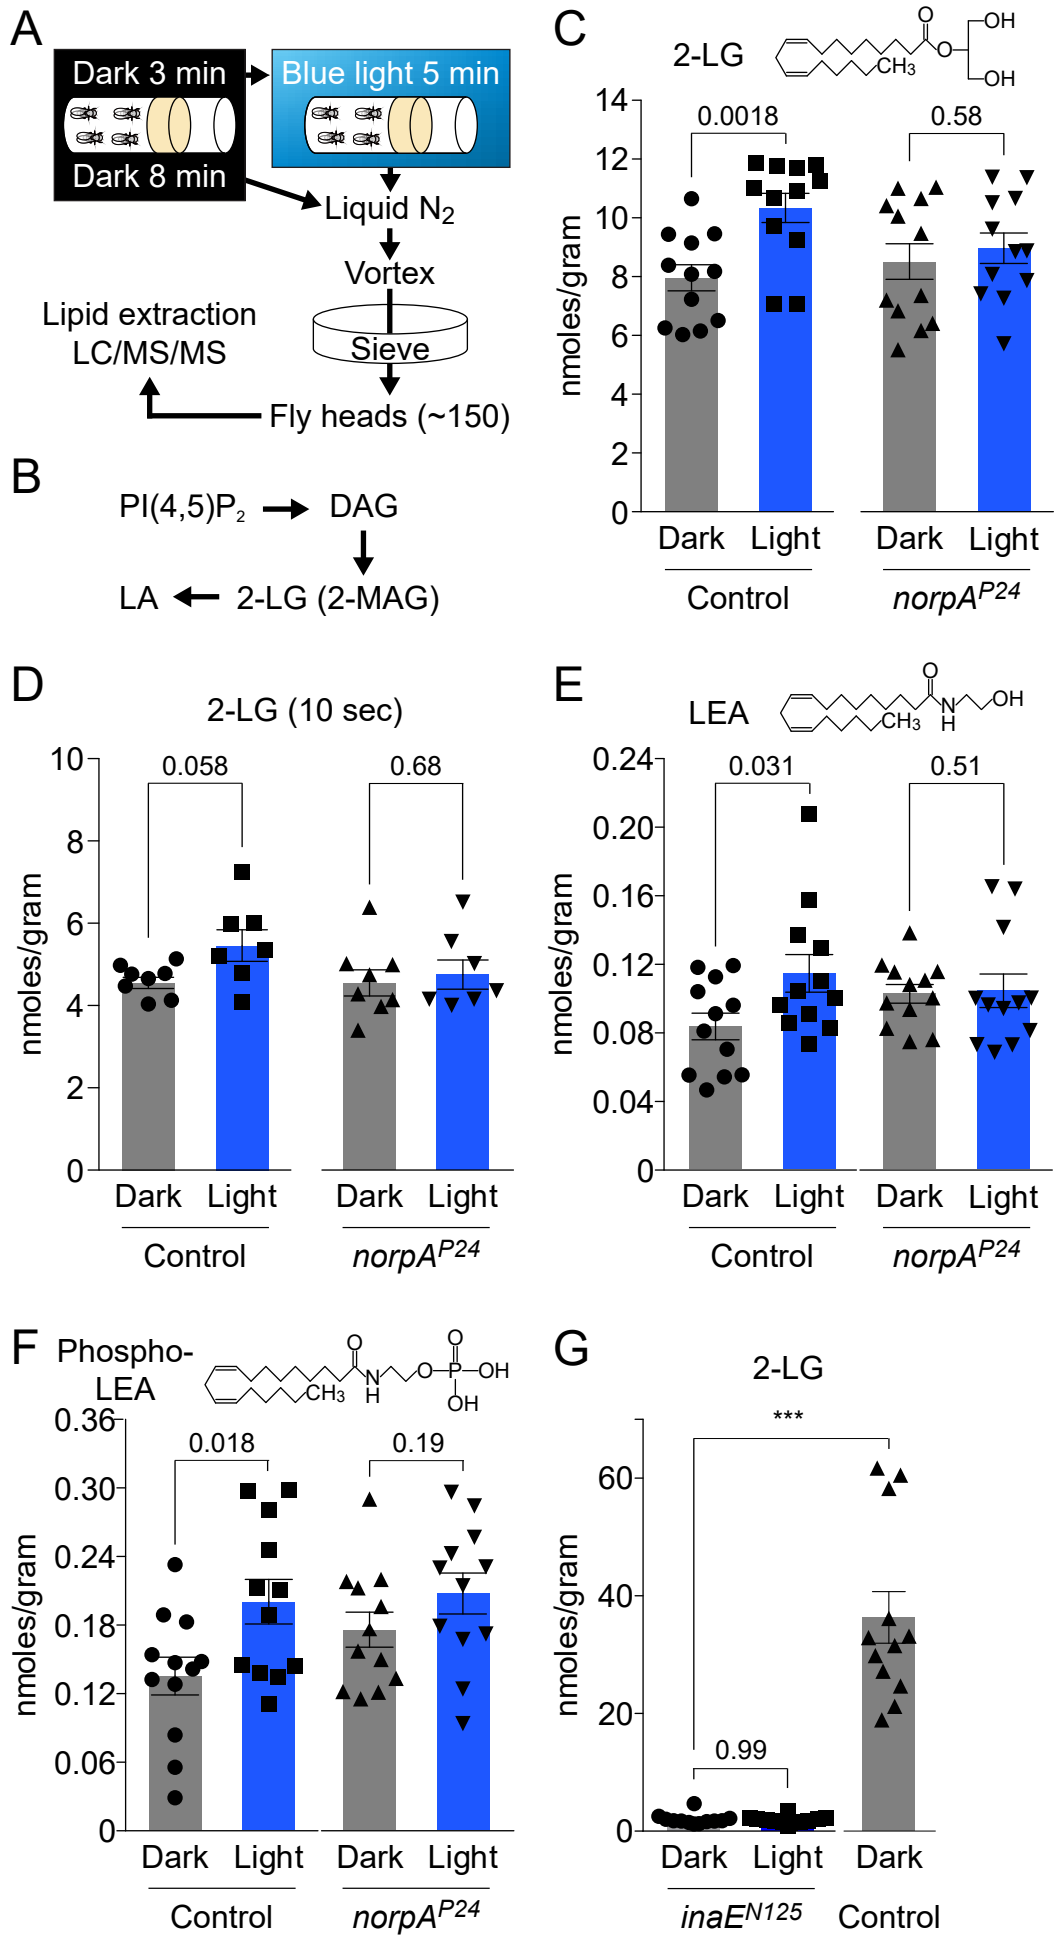 A
Dark 3 min
Blue light 5 min
Dark 8 min
Liquid N2
Vortex
Sieve
Lipid extraction
LC/MS/MS
Fly heads (~150)
B
PI(4,5)P2
DAG
LA
2-LG (2-MAG)
C
2-LG
O
OH
O
CH3
OH
14
12
10
8
6
4
2
0
nmoles/gram
0.0018
0.58
Dark
Light
Dark
Light
Control
norpAP24
D
2-LG (10 sec)
10
8
6
4
2
0
nmoles/gram
0.058
0.68
Dark
Light
Dark
Light
Control
norpAP24
E
LEA
O
N
H
OH
CH3
0.24
0.20
0.16
0.12
0.08
0.04
0
nmoles/gram
0.031
0.51
Dark
Light
Dark
Light
Control
norpAP24
F
Phospho-
LEA
O
N
H
O
O
P
OH
OH
CH3
0.36
0.30
0.24
0.18
0.12
0.06
0
nmoles/gram
0.018
0.19
Dark
Light
Dark
Light
Control
norpAP24
G
2-LG
***
60
40
20
0
nmoles/gram
0.99
Dark
Light
Dark
inaEN125
Control